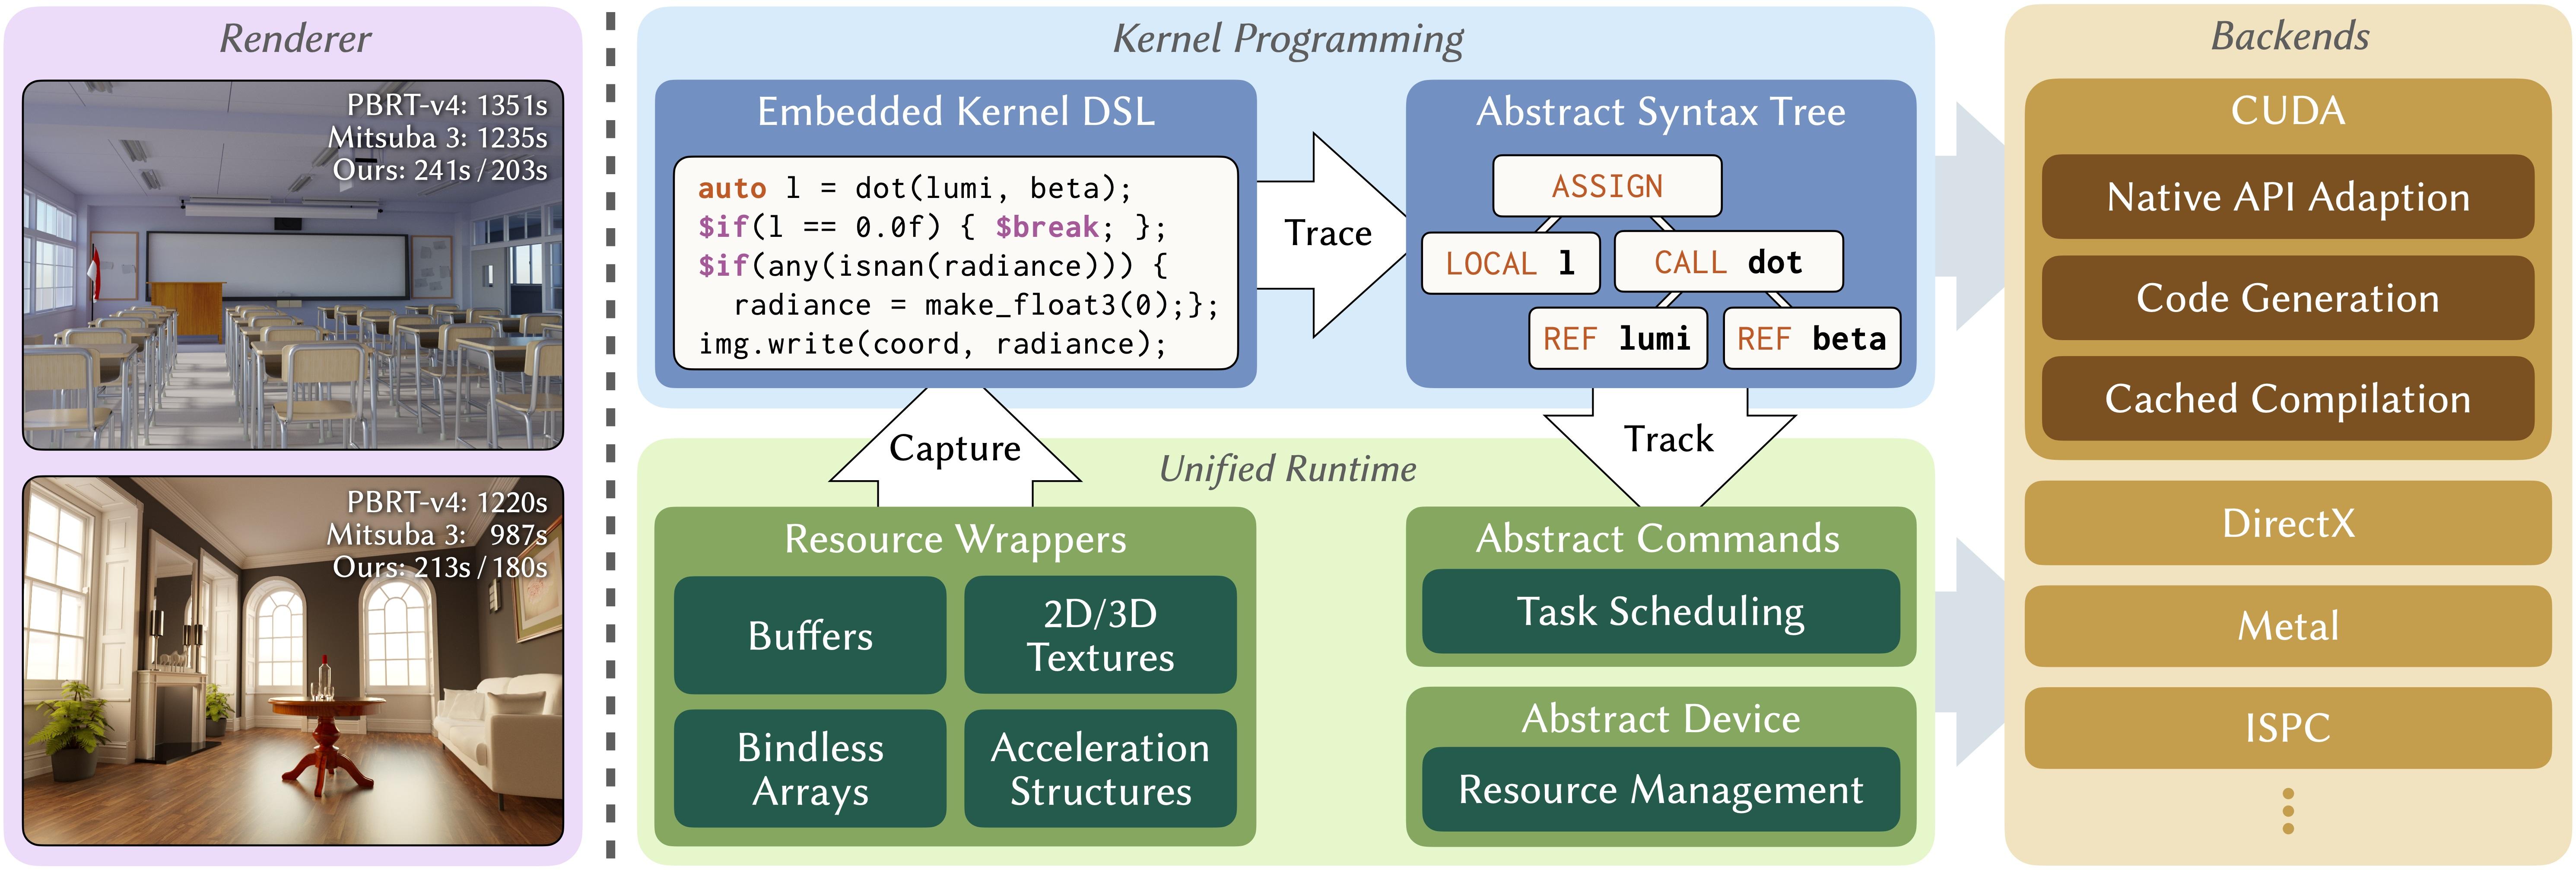 Renderer
PBRT-v4: 1351s
Mitsuba 3: 1235s
Ours: 241s / 203s
PBRT-v4: 1220s
Mitsuba 3: 987s
Ours: 213s / 180s
Kernel Programming
Embedded Kernel DSL
auto l = dot(lumi, beta);
$if(l == 0.0f) { $break; };
$if(any(isnan(radiance))) {
radiance = make_float3(0);};
img.write(coord, radiance);
Trace
Abstract Syntax Tree
ASSIGN
LOCAL l
CALL dot
REF lumi
REF beta
Capture
Track
Unified Runtime
Resource Wrappers
Buffers
2D/3D
Textures
Bindless
Arrays
Acceleration
Structures
Abstract Commands
Task Scheduling
Abstract Device
Resource Management
Backends
CUDA
Native API Adaption
Code Generation
Cached Compilation
DirectX
Metal
ISPC